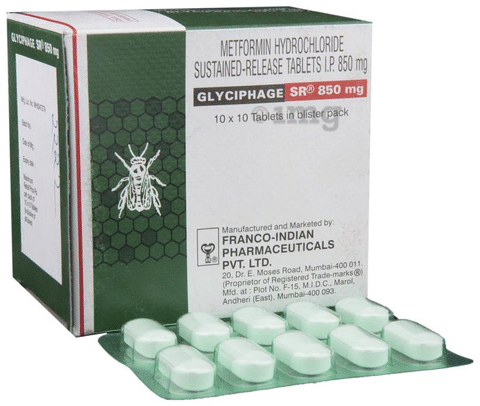 METFORMIN HYDROCHLORIDE
SUSTAINED-RELEASE TABLETS I.P. 850 mg
GLYCIPHAGE SR® 850 mg
10 x 10 Tablets in blister pack
1mg
Manufactured and Marketed by:
FRANCO-INDIAN
PHARMACEUTICALS
PVT. LTD.
20, Dr. E. Moses Road, Mumbai-400 011.
(Proprietor of Registered Trade-marks®)
Mfd. at : Plot No. F-15, M.I.D.C., Marol,
Andheri (East), Mumbai-400 093.
GLYCIPHAGE SR® 850 mg